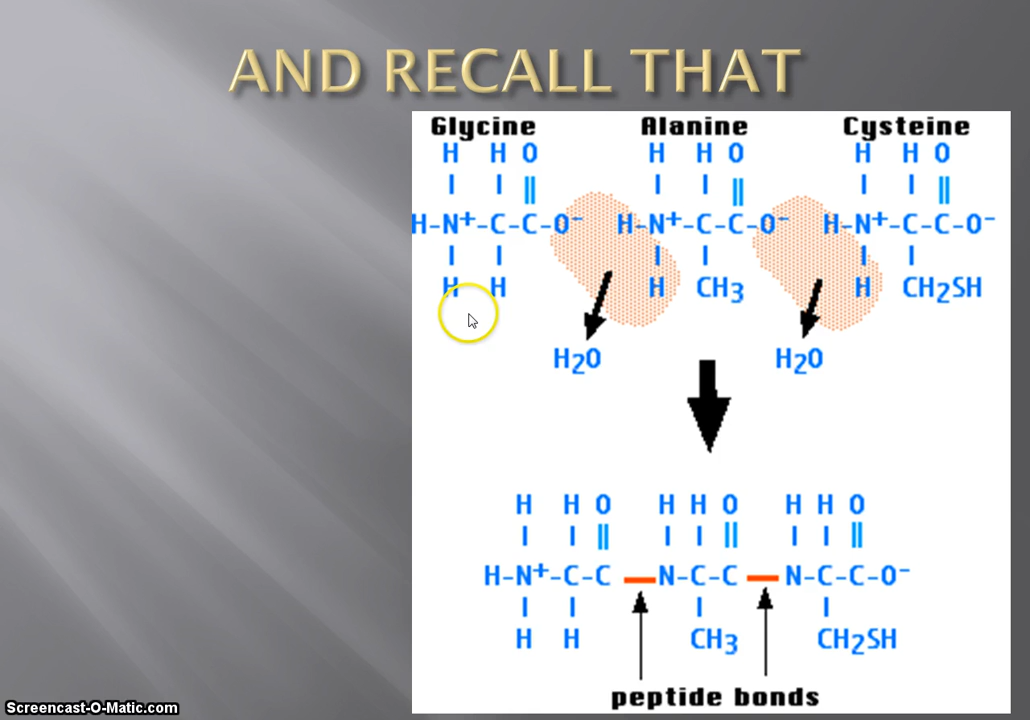 AND RECALL THAT
Glycine Alanine Cysteine
H H O H H O H H O
H-N+-C-C-O- H-N+-C-C-O- H-N+-C-C-O-
H H H CH3 H CH2SH
H2O H2O
H H O H H O H H O
H-N+-C-C — N-C-C — N-C-C-O-
H H CH3 CH2SH
peptide bonds
Screencast-O-Matic.com